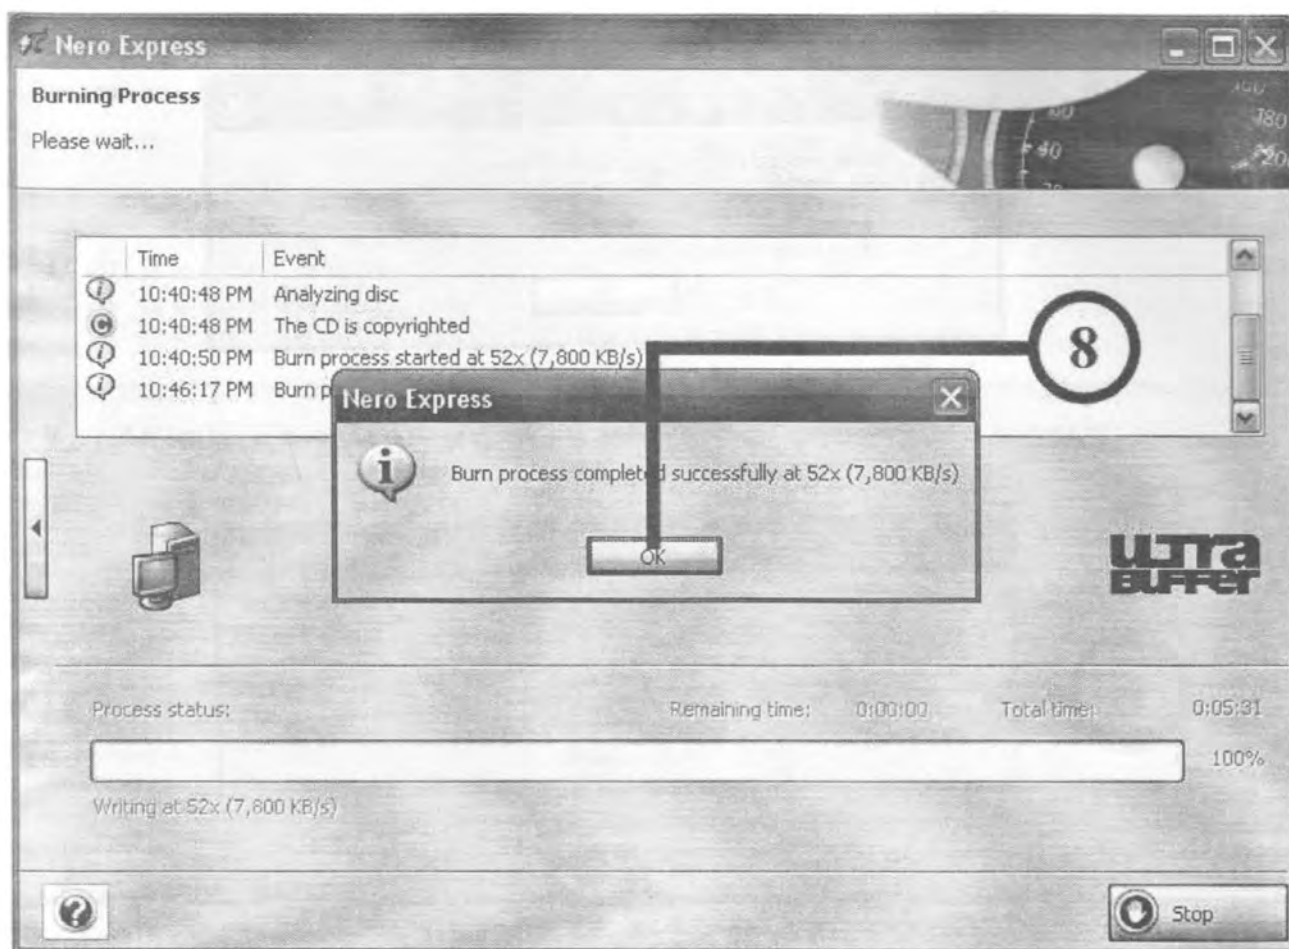 Nero Express
Burning Process
Please wait...
Time Event
10:40:48 PM Analyzing disc
10:40:48 PM The CD is copyrighted
10:40:50 PM Burn process started at 52x (7,800 KB/s)
10:46:17 PM Burn p
8
Nero Express
Burn process completed successfully at 52x (7,800 KB/s)
OK
ULTRA
BUFFER
Process status: Remaining time: 0:00:00 Total time: 0:05:31
100%
Writing at 52x (7,800 KB/s)
Stop